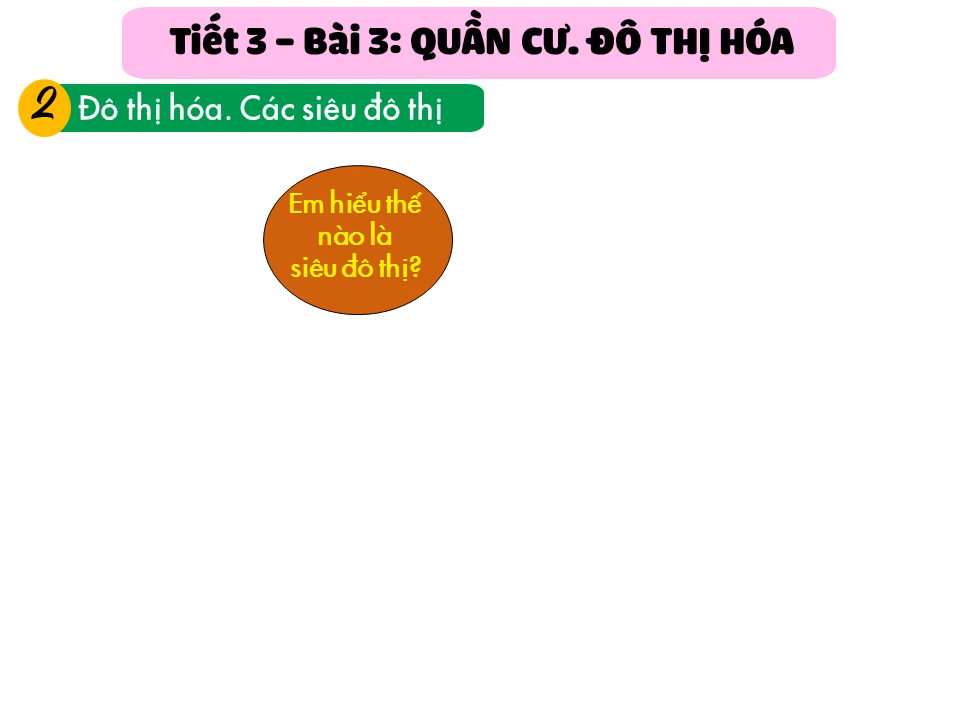 Tiết 3 – Bài 3: QUẦN CƯ. ĐÔ THỊ HÓA
2 Đô thị hóa. Các siêu đô thị
Em hiểu thế
nào là
siêu đô thị?